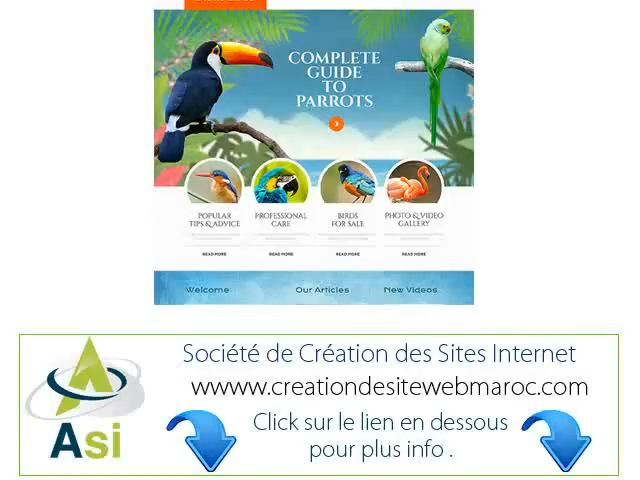 COMPLETE
GUIDE
TO
PARROTS
POPULAR
TIPS & ADVICE
READ MORE
PROFESSIONAL
CARE
READ MORE
BIRDS
FOR SALE
READ MORE
PHOTO & VIDEO
GALLERY
READ MORE
Welcome
Our Articles
New Videos
Asi
Société de Création des Sites Internet
wwww.creationdesitewebmaroc.com
Click sur le lien en dessous
pour plus info .